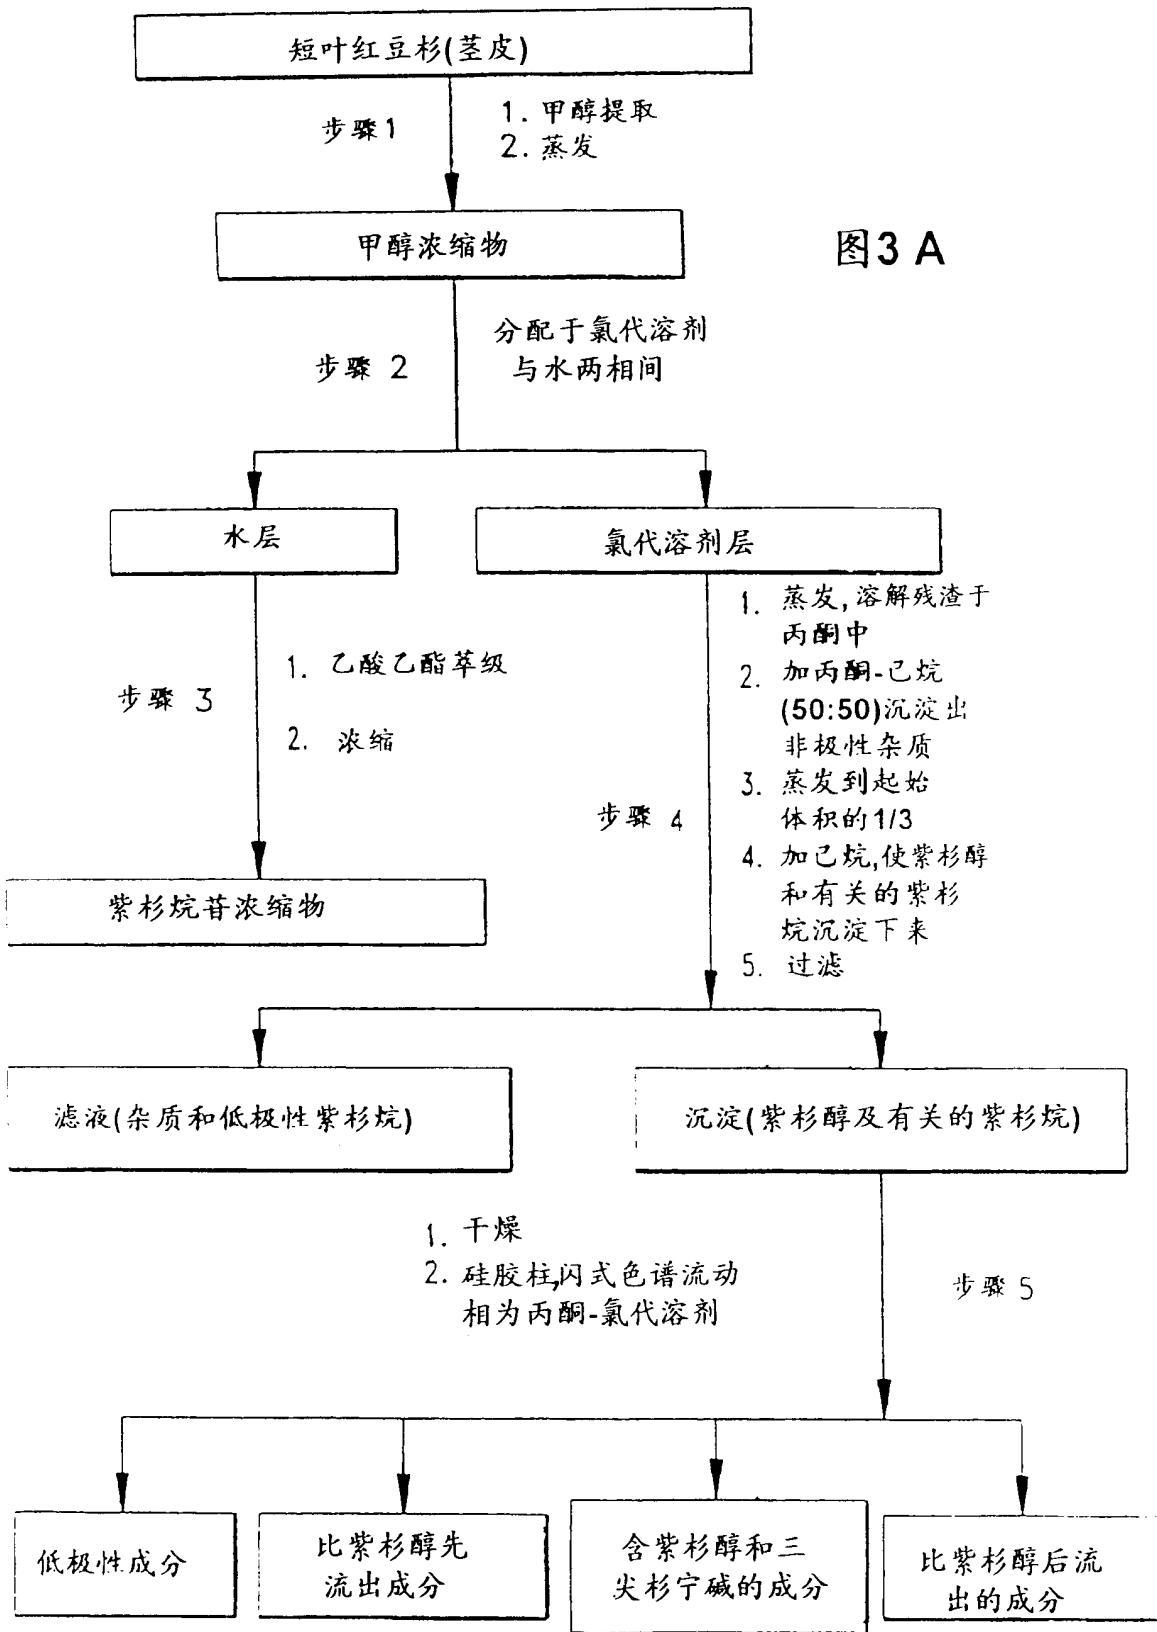 短叶红豆杉(茎皮)
步骤1
1. 甲醇提取
2. 蒸发
甲醇浓缩物
图3 A
步骤 2
分配于氯代溶剂
与水两相间
水层
氯代溶剂层
步骤 3
1. 乙酸乙酯萃级
2. 浓缩
紫杉烷苷浓缩物
步骤 4
1. 蒸发,溶解残渣于
丙酮中
2. 加丙酮-已烷
(50:50)沉淀出
非极性杂质
3. 蒸发到起始
体积的1/3
4. 加已烷,使紫杉醇
和有关的紫杉
烷沉淀下来
5. 过滤
滤液(杂质和低极性紫杉烷)
沉淀(紫杉醇及有关的紫杉烷)
1. 干燥
2. 硅胶柱,闪式色谱流动
相为丙酮-氯代溶剂
步骤 5
低极性成分
比紫杉醇先
流出成分
含紫杉醇和三
尖杉宁碱的成分
比紫杉醇后流
出的成分